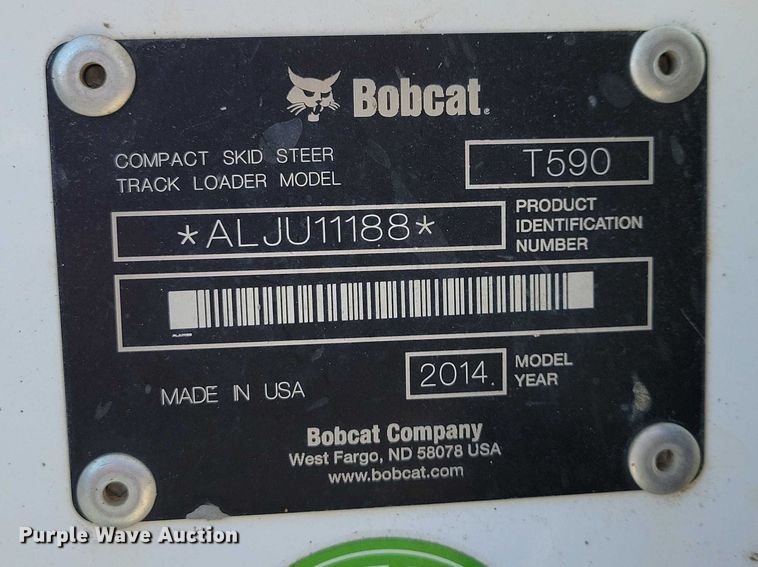 Bobcat®
COMPACT SKID STEER
TRACK LOADER MODEL
T590
*ALJU11188*
PRODUCT
IDENTIFICATION
NUMBER
MADE IN USA
2014
MODEL
YEAR
Bobcat Company
West Fargo, ND 58078 USA
www.bobcat.com
Purple Wave Auction